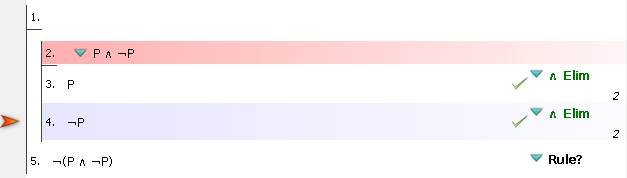 1.
2. P ∧ ¬P
3. P ∧ Elim
2
4. ¬P ∧ Elim
2
5. ¬(P ∧ ¬P) Rule?